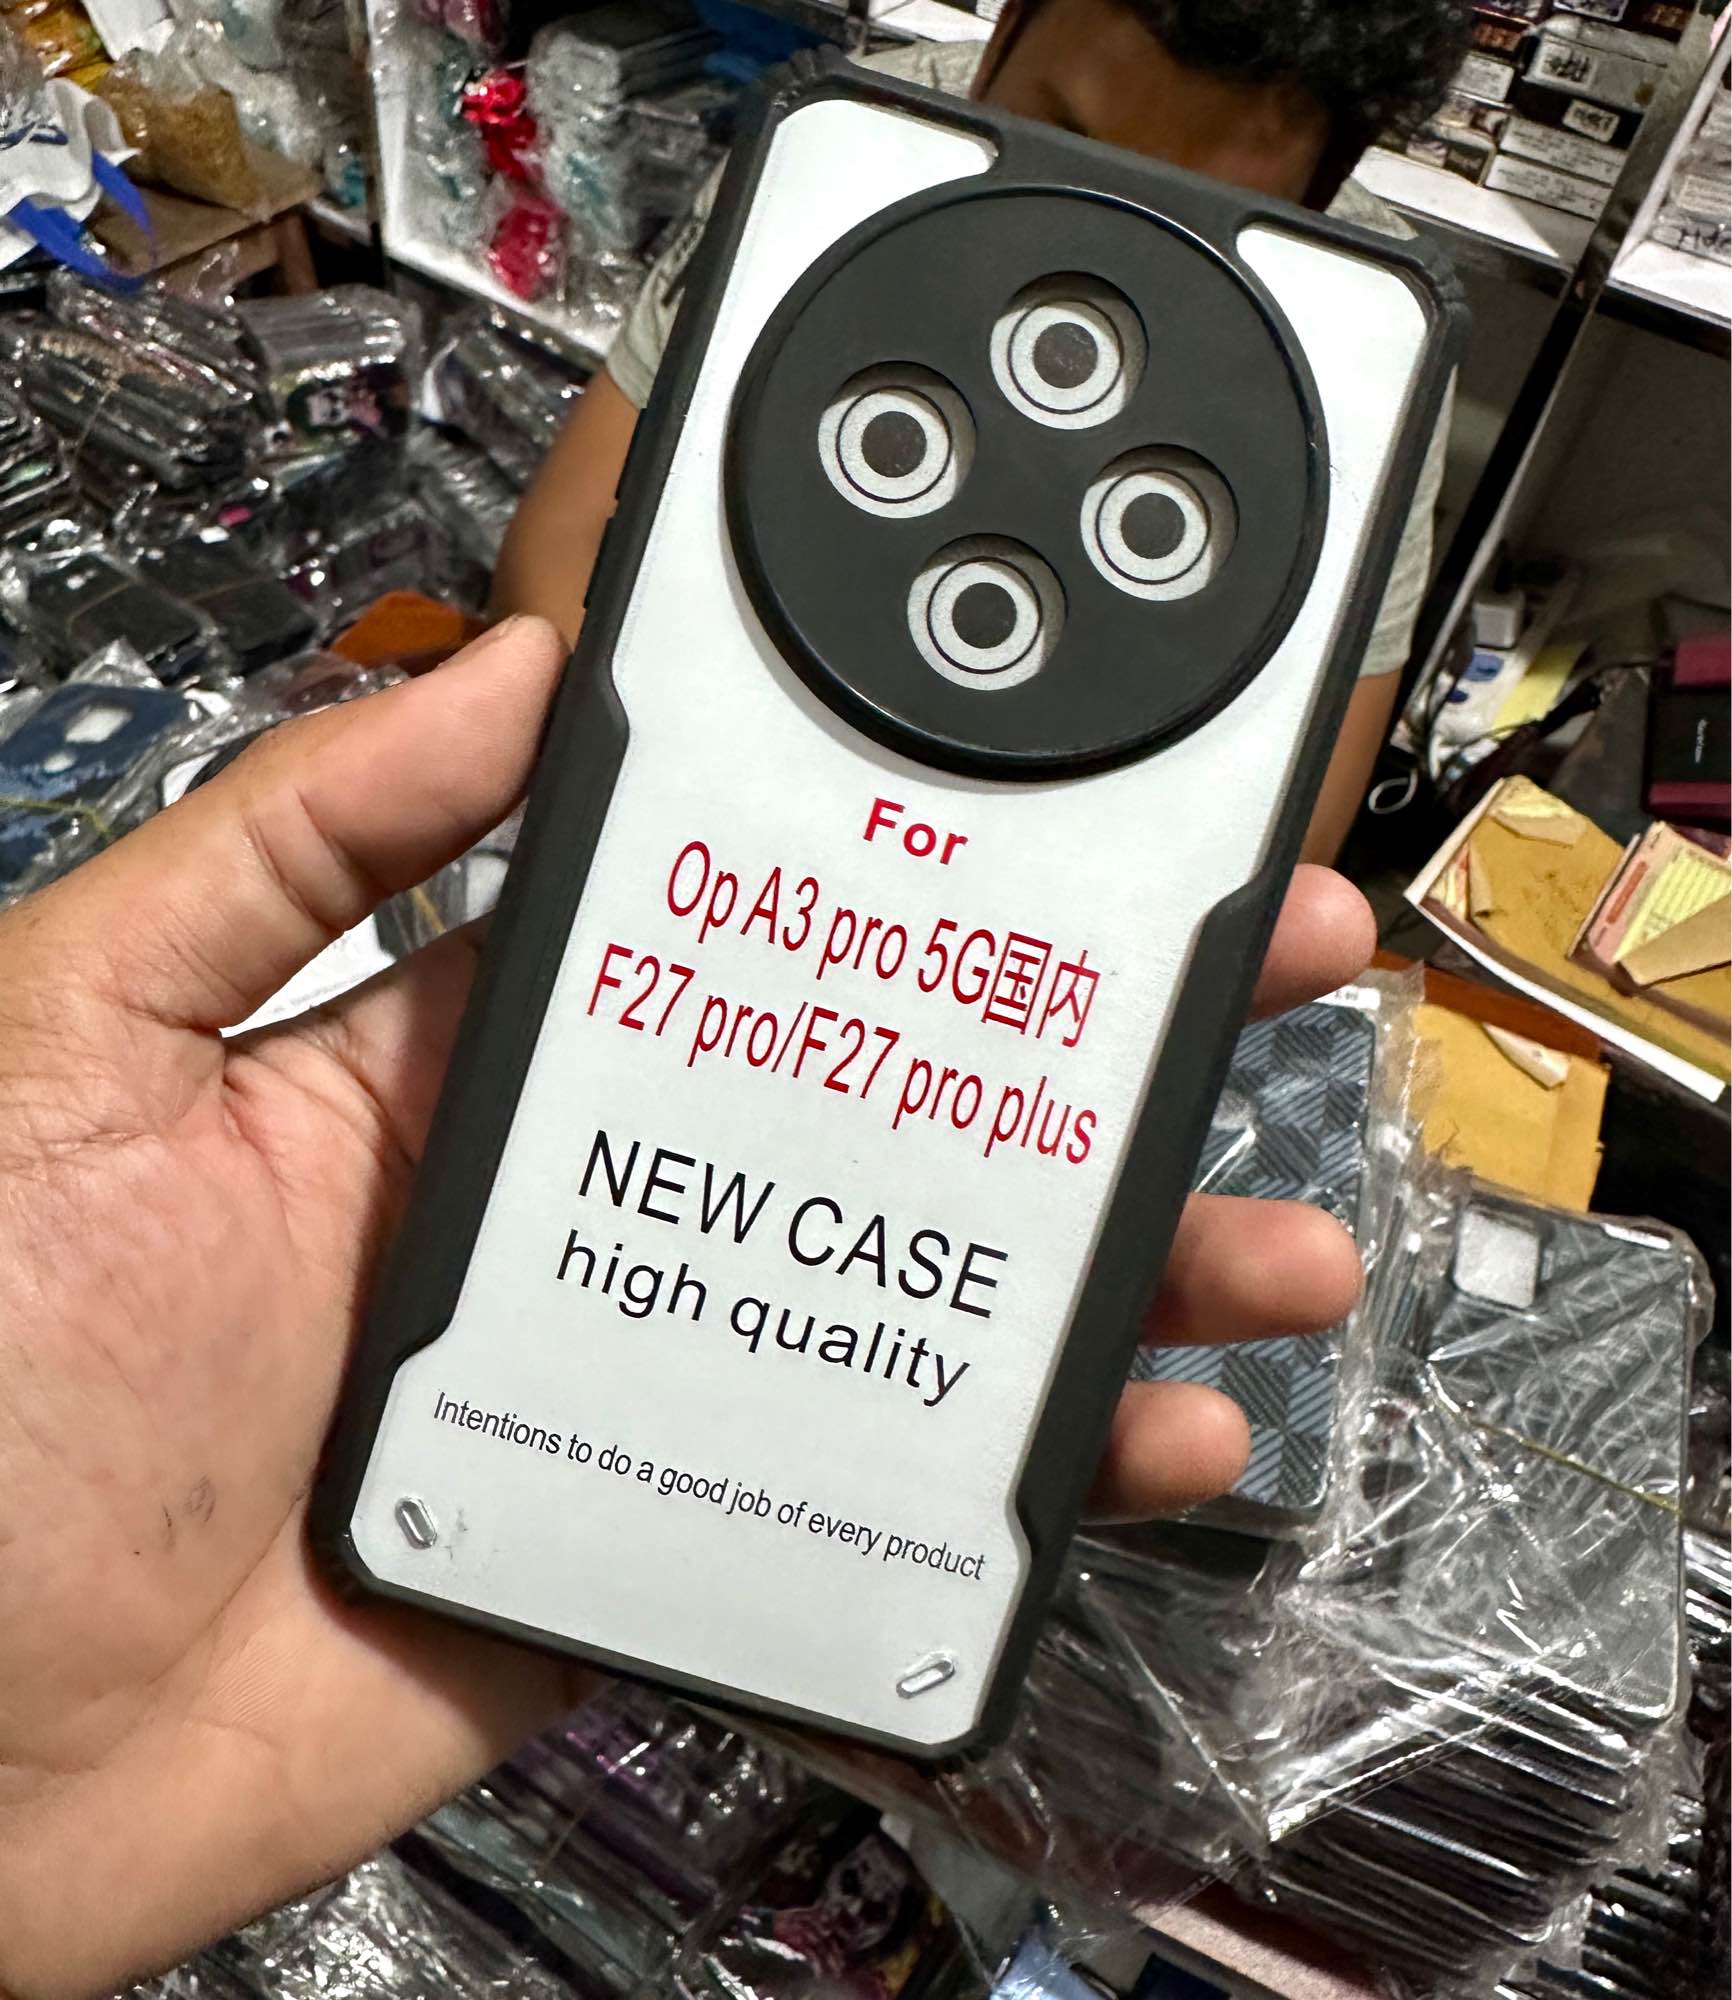 For
Op A3 pro 5G国内
F27 pro/F27 pro plus
NEW CASE
high quality
Intentions to do a good job of every product